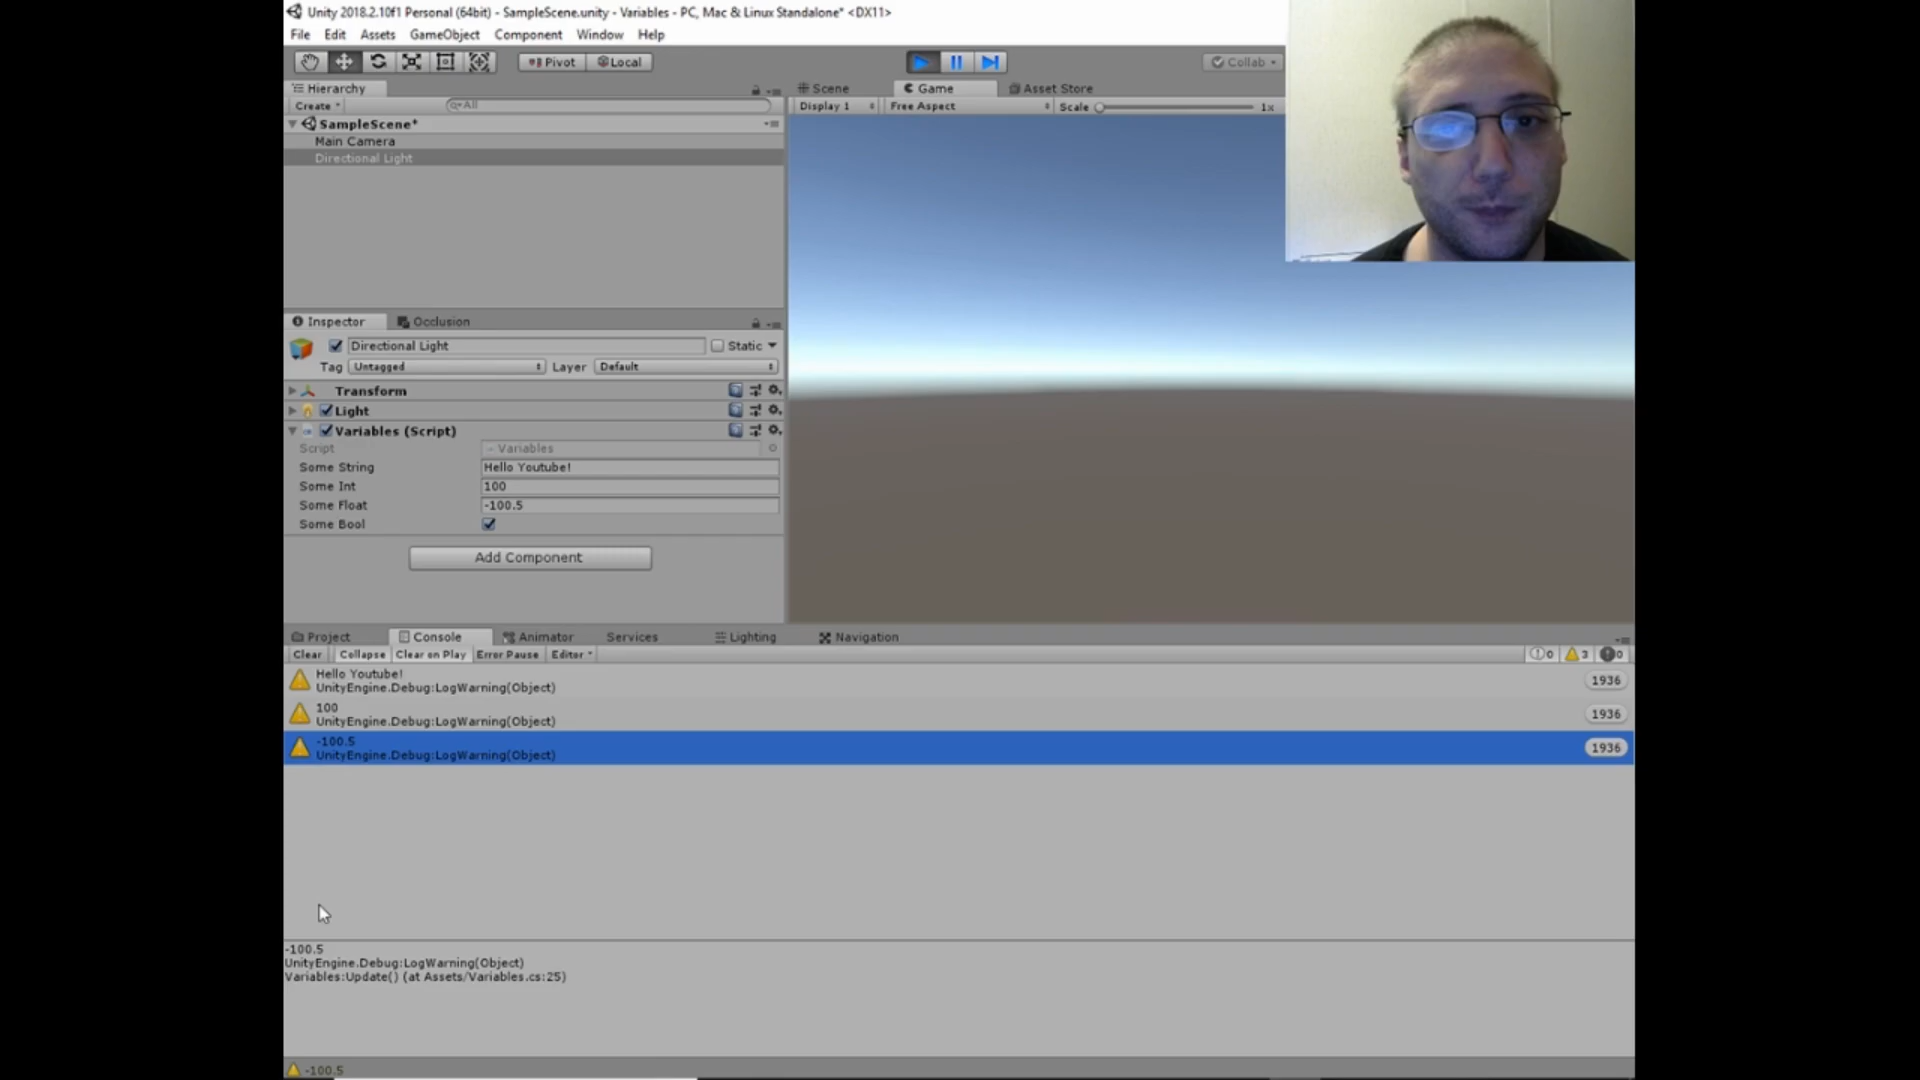 Unity 2018.2.10f1 Personal (64bit) - SampleScene.unity - Variables - PC, Mac & Linux Standalone* <DX11>
File Edit Assets GameObject Component Window Help
Pivot Local Collab
Hierarchy
Create All
SampleScene*
Main Camera
Directional Light
Scene Game Asset Store
Display 1 Free Aspect Scale 1x
Inspector Occlusion
Directional Light Static
Tag Untagged Layer Default
Transform
Light
Variables (Script)
Script Variables
Some String Hello Youtube!
Some Int 100
Some Float -100.5
Some Bool
Add Component
Project Console Animator Services Lighting Navigation
Clear Collapse Clear on Play Error Pause Editor 0 3 0
Hello Youtube!
UnityEngine.Debug:LogWarning(Object) 1936
100
UnityEngine.Debug:LogWarning(Object) 1936
-100.5
UnityEngine.Debug:LogWarning(Object) 1936
-100.5
UnityEngine.Debug:LogWarning(Object)
Variables:Update() (at Assets/Variables.cs:25)
-100.5